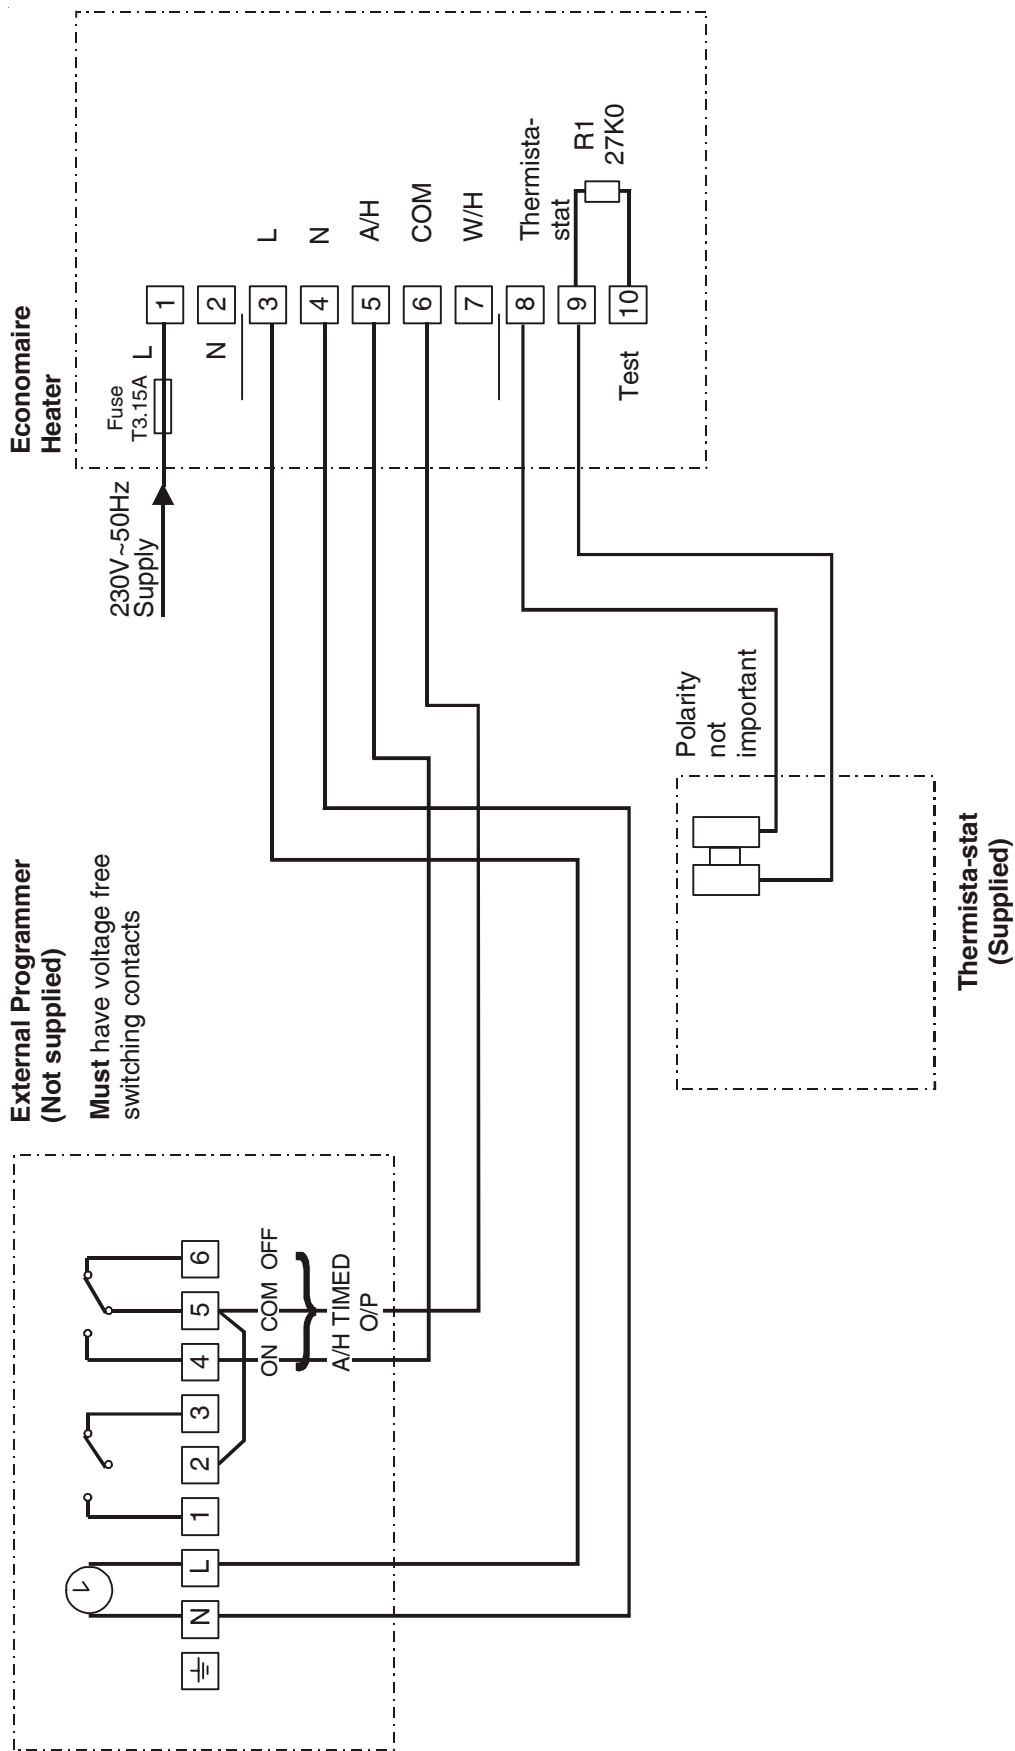 External Programmer
(Not supplied)
Must have voltage free
switching contacts
N
L
1
2
3
4
5
6
ON COM OFF
A/H TIMED
O/P
Economaire
Heater
230V~50Hz
Supply
Fuse
T3.15A
L
N
1
2
3
4
5
6
7
8
9
10
L
N
A/H
COM
W/H
Thermista-
stat
R1
27K0
Test
Polarity
not
important
Thermista-stat
(Supplied)